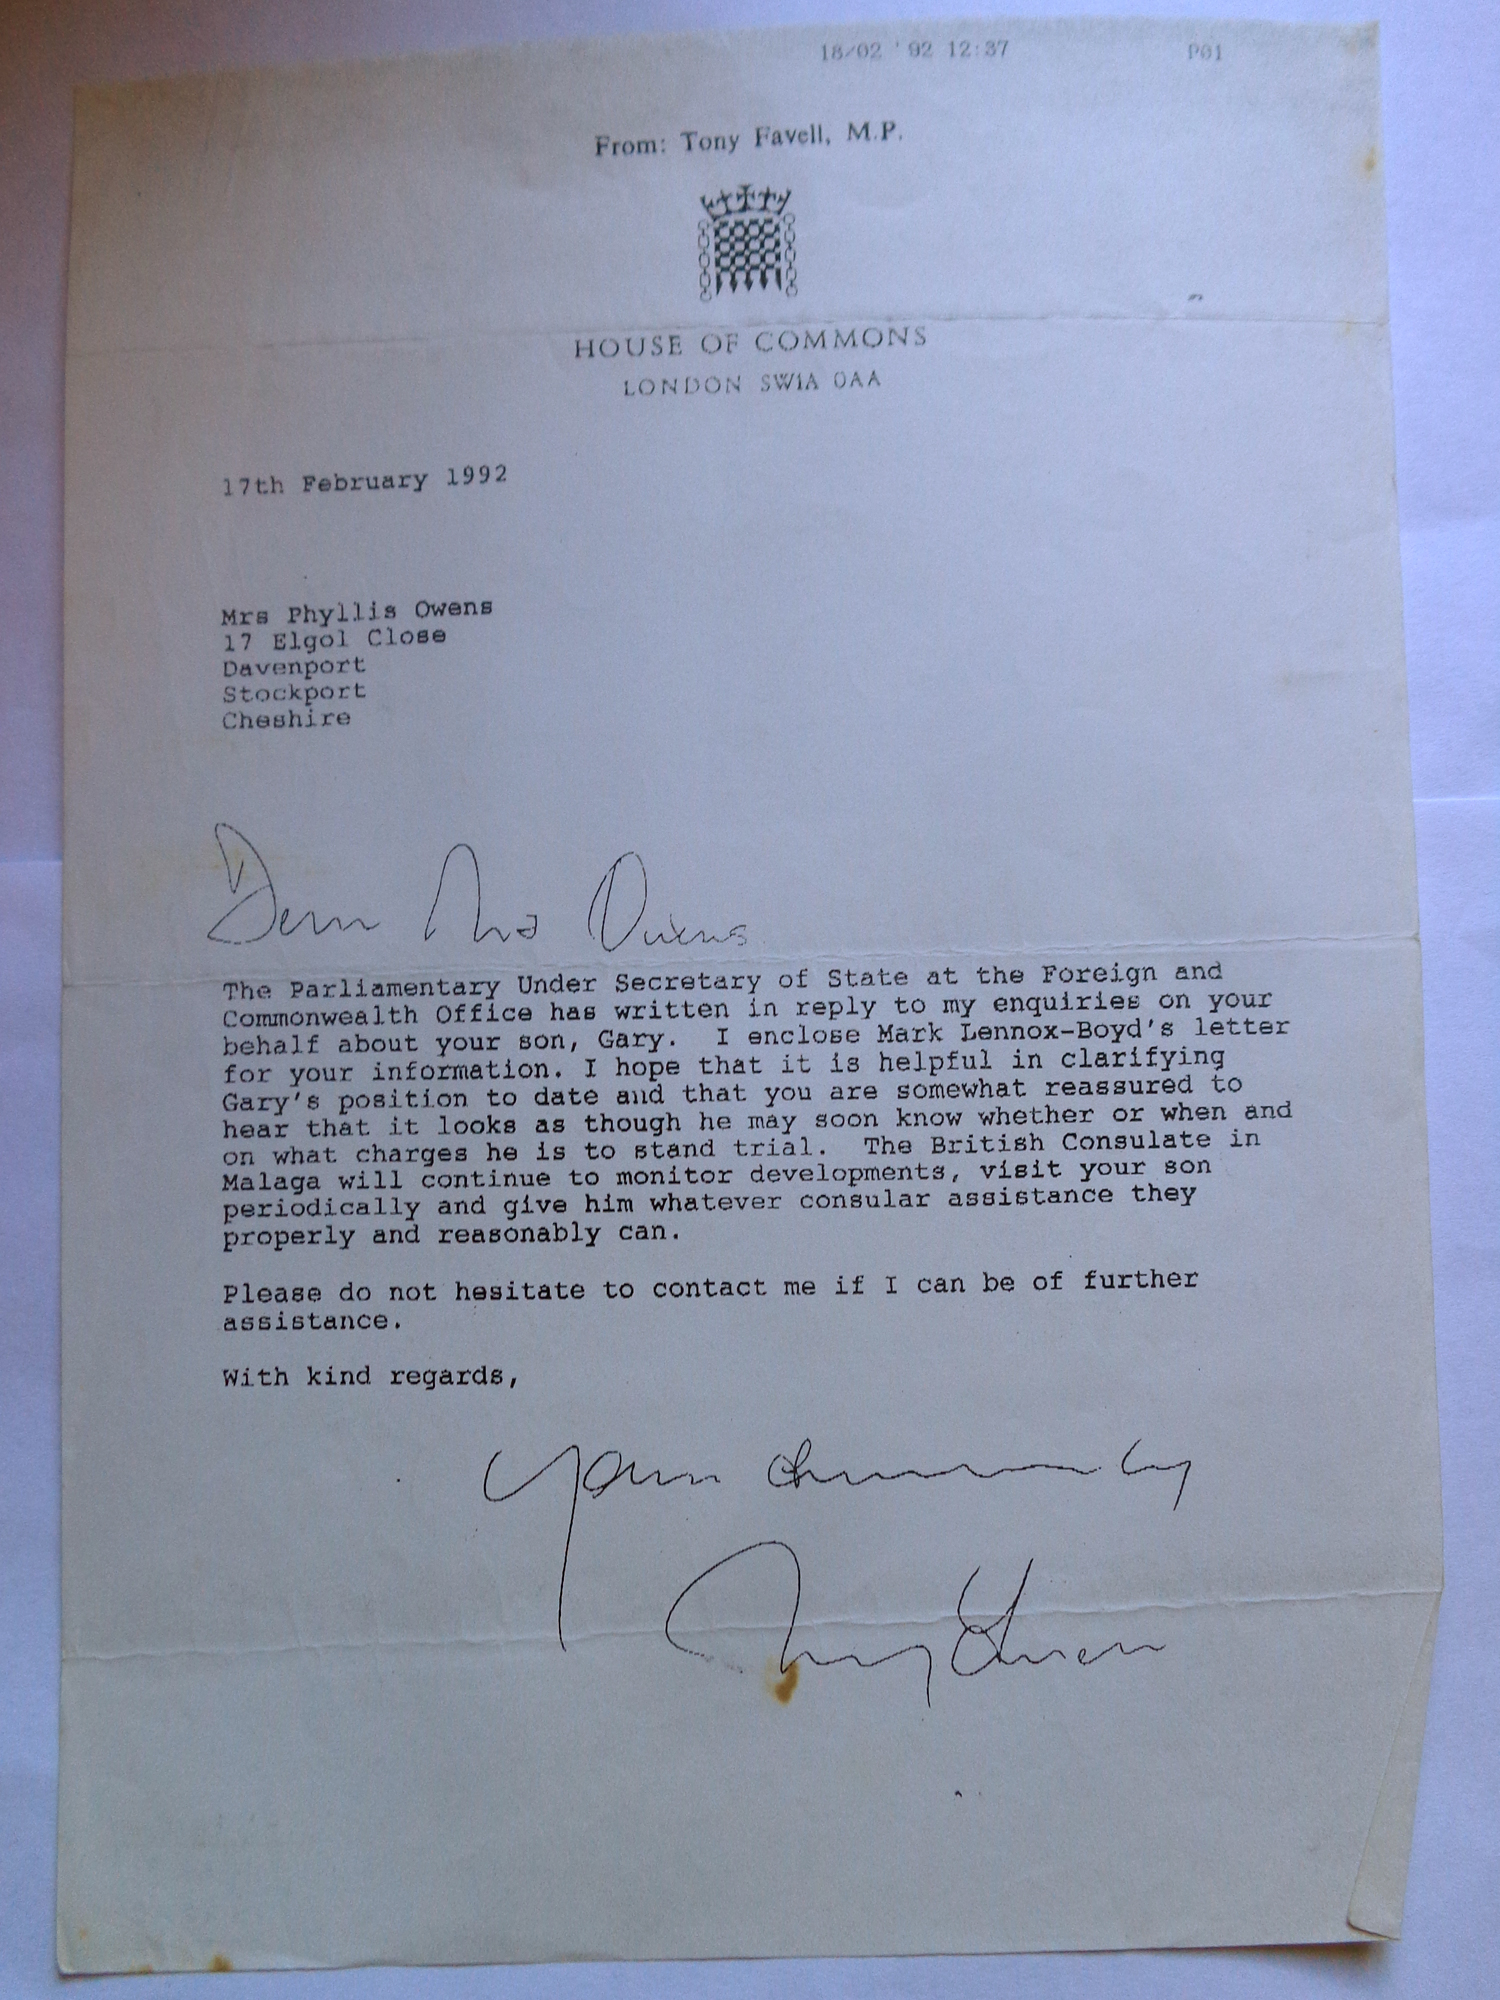 18/02 '92 12:37 P01
From: Tony Favell, M.P.
HOUSE OF COMMONS
LONDON SW1A 0AA
17th February 1992
Mrs Phyllis Owens
17 Elgol Close
Davenport
Stockport
Cheshire
Dear Mrs Owens
The Parliamentary Under Secretary of State at the Foreign and
Commonwealth Office has written in reply to my enquiries on your
behalf about your son, Gary. I enclose Mark Lennox-Boyd's letter
for your information. I hope that it is helpful in clarifying
Gary's position to date and that you are somewhat reassured to
hear that it looks as though he may soon know whether or when and
on what charges he is to stand trial. The British Consulate in
Malaga will continue to monitor developments, visit your son
periodically and give him whatever consular assistance they
properly and reasonably can.
Please do not hesitate to contact me if I can be of further
assistance.
With kind regards,